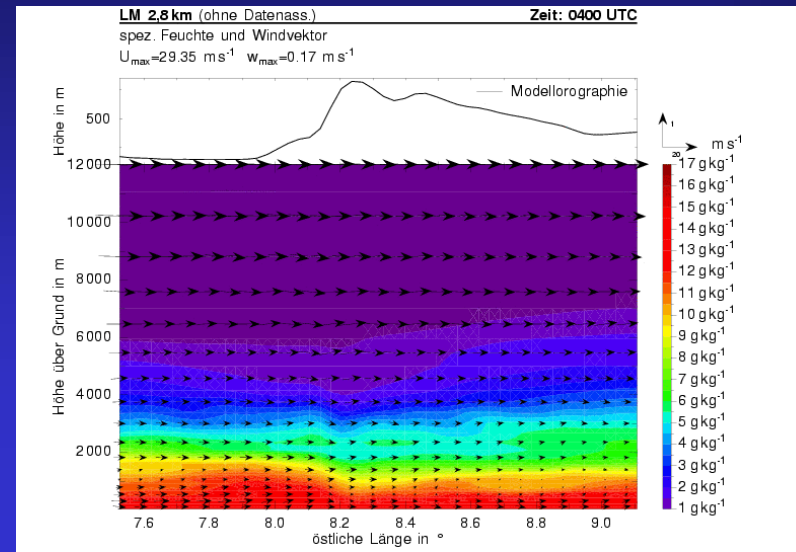 LM 2,8 km (ohne Datenass.) Zeit: 0400 UTC
spez. Feuchte und Windvektor
Umax=29.35 m s-1 wmax=0.17 m s-1
Modellorographie
Höhe in m
500
1
20
m s-1
12000
10000
8000
6000
4000
2000
Höhe über Grund in m
17 g kg-1
16 g kg-1
15 g kg-1
14 g kg-1
13 g kg-1
12 g kg-1
11 g kg-1
10 g kg-1
9 g kg-1
8 g kg-1
7 g kg-1
6 g kg-1
5 g kg-1
4 g kg-1
3 g kg-1
2 g kg-1
1 g kg-1
7.6 7.8 8.0 8.2 8.4 8.6 8.8 9.0
östliche Länge in °